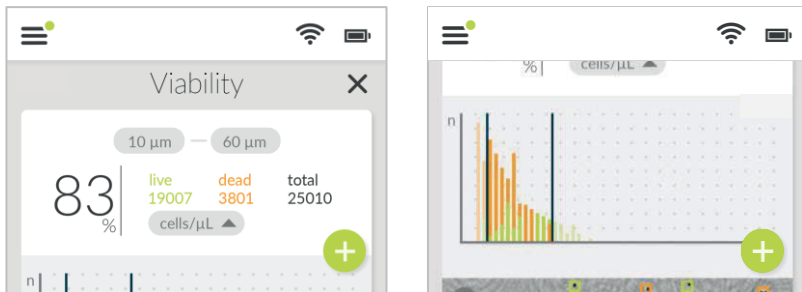 Viability
10 µm
60 µm
83
%
live
19007
dead
3801
total
25010
cells/µL
n
%
cells/µL
n